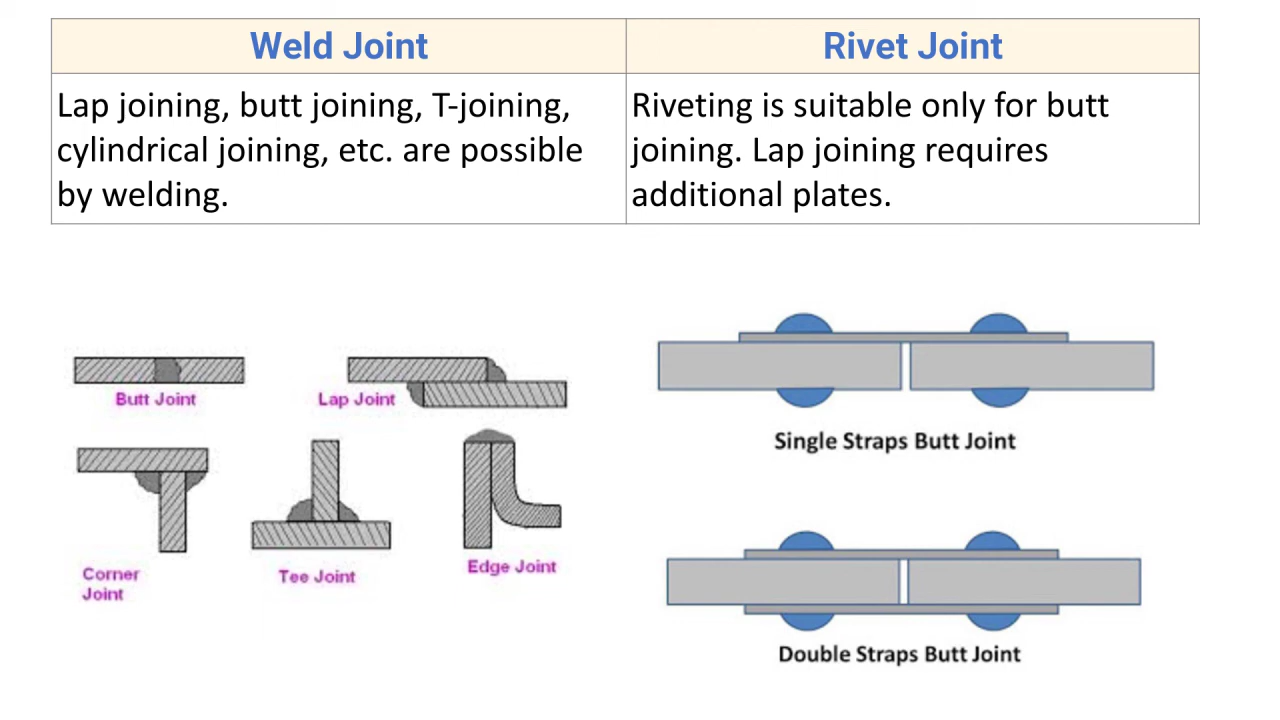 Weld Joint
Rivet Joint
Lap joining, butt joining, T-joining,
cylindrical joining, etc. are possible
by welding.
Riveting is suitable only for butt
joining. Lap joining requires
additional plates.
Butt Joint
Lap Joint
Corner
Joint
Tee Joint
Edge Joint
Single Straps Butt Joint
Double Straps Butt Joint